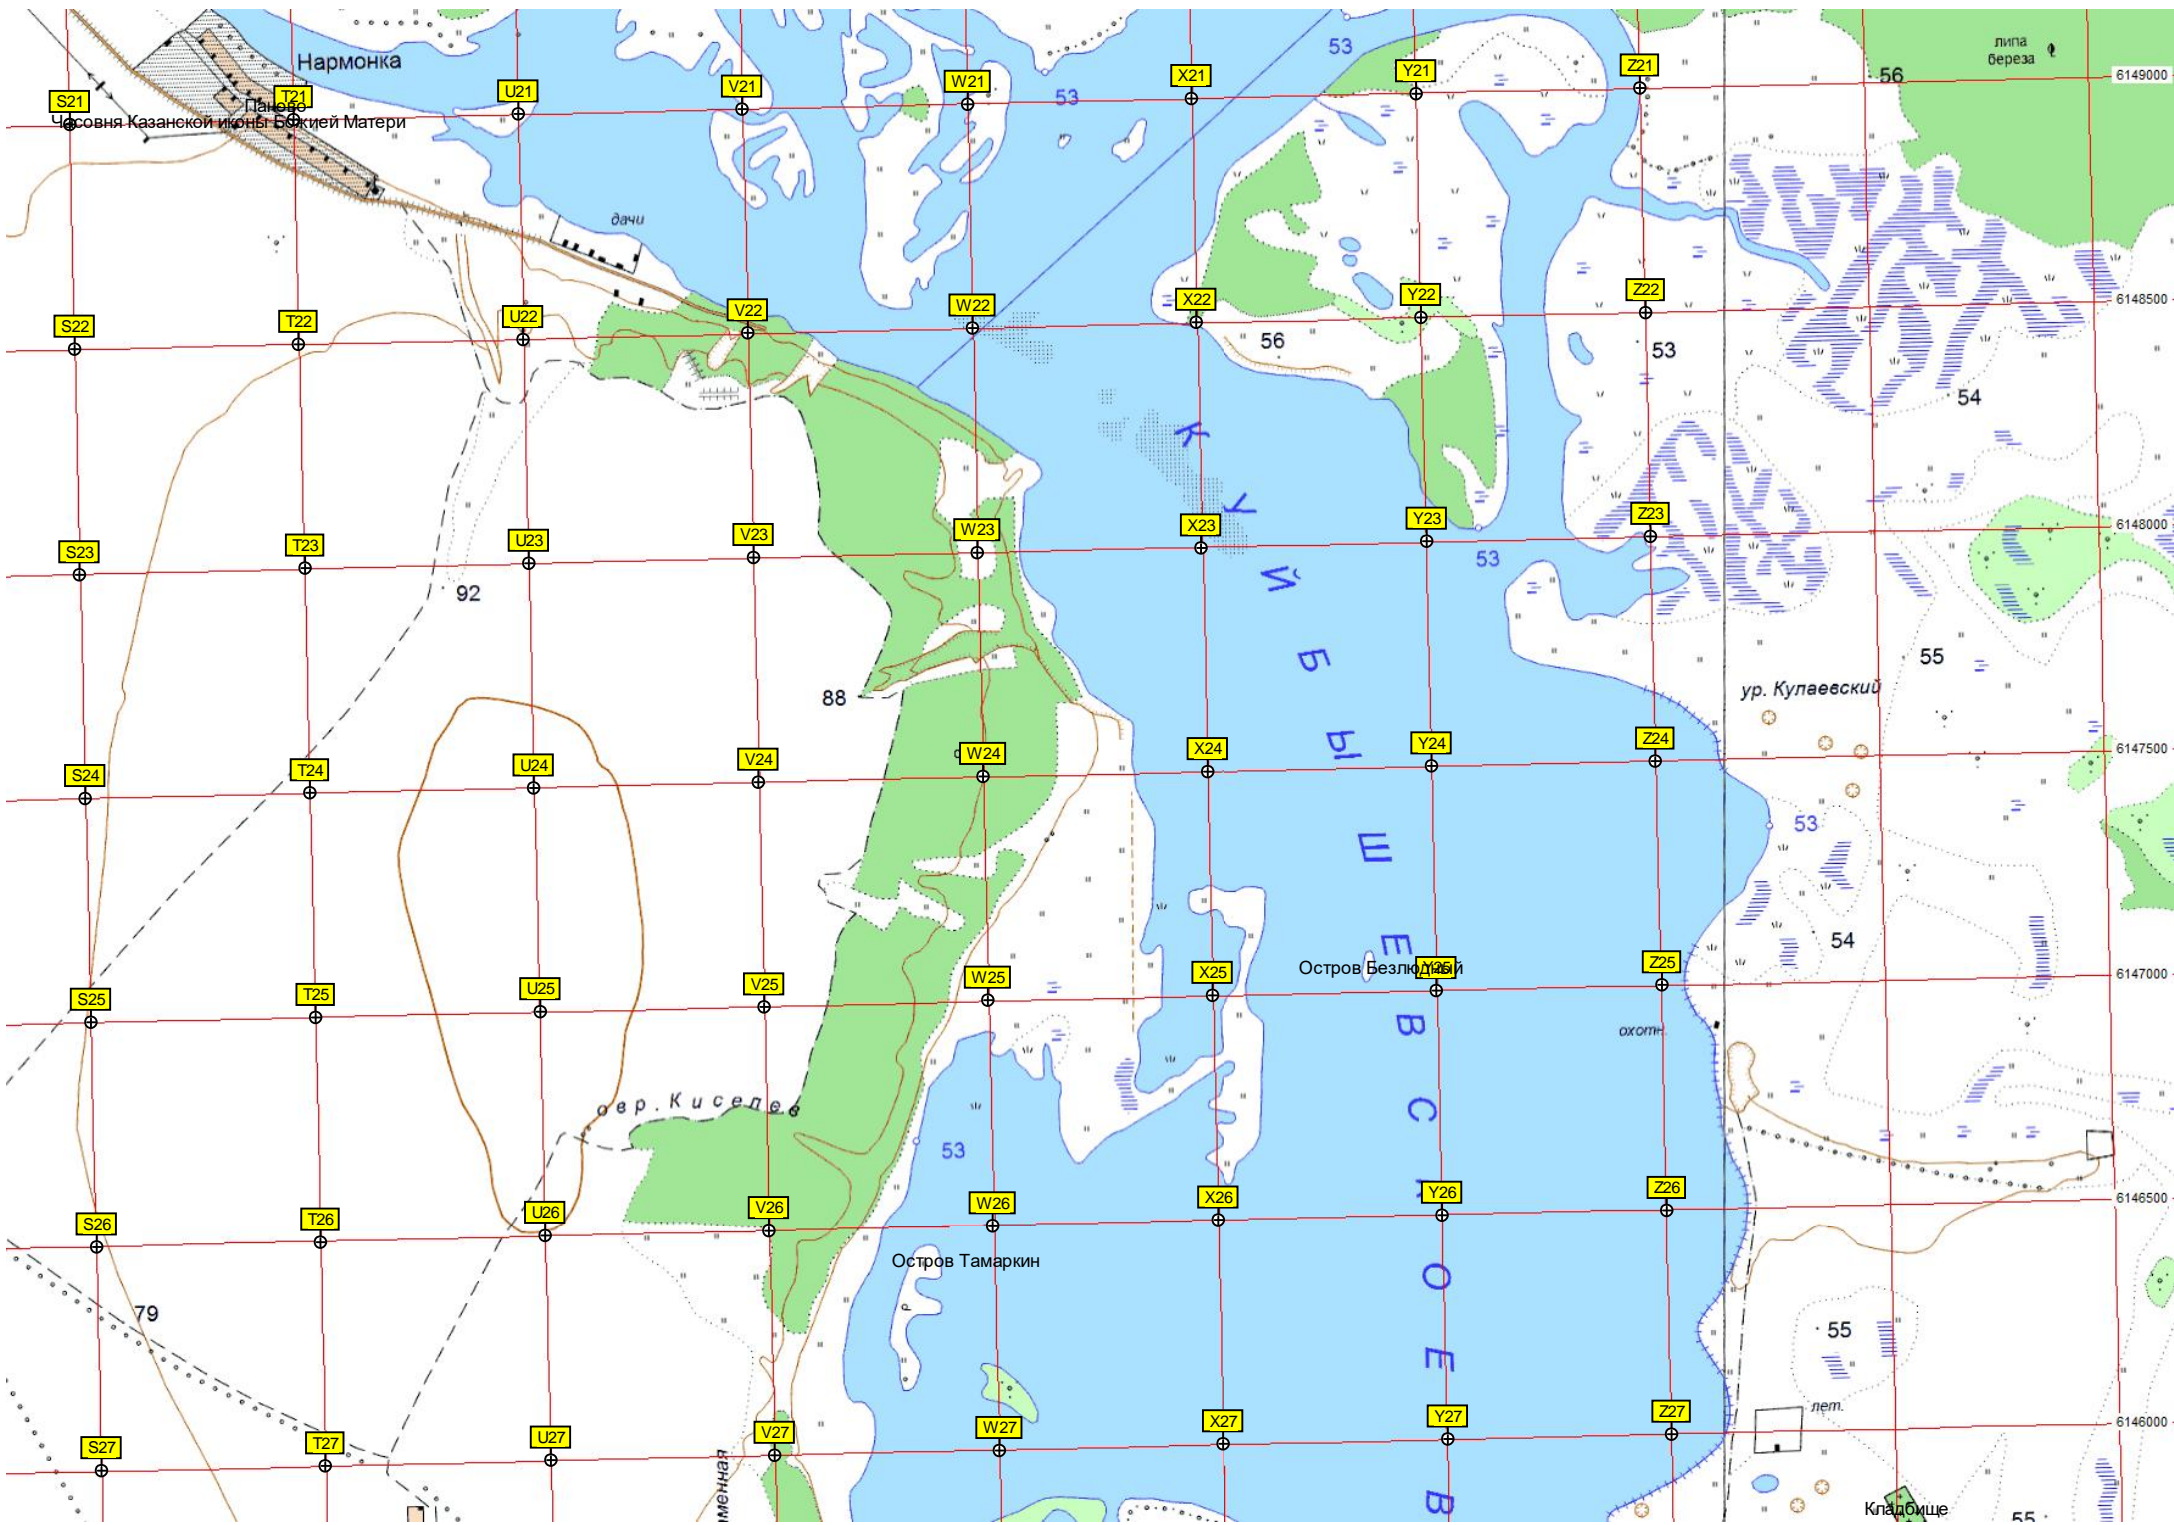 53
липа
береза
56
6149000
Нармонка
S21
T21
U21
V21
W21
X21
Y21
Z21
53
Паново
Часовня Казанской иконы Божией Матери
дачи
S22
T22
U22
V22
W22
X22
Y22
Z22
6148500
56
53
54
К У Й Б Ы Ш Е В С К О Е В
S23
T23
U23
V23
W23
X23
Y23
Z23
6148000
53
92
55
88
ур. Кулаевский
S24
T24
U24
V24
W24
X24
Y24
Z24
6147500
53
54
Остров Безлюдный
S25
T25
U25
V25
W25
X25
Y25
Z25
6147000
охотн.
овр. Киселев
53
S26
T26
U26
V26
W26
X26
Y26
Z26
6146500
Остров Тамаркин
р
79
55
лет.
S27
T27
U27
V27
W27
X27
Y27
Z27
6146000
менная
Кладбище
55